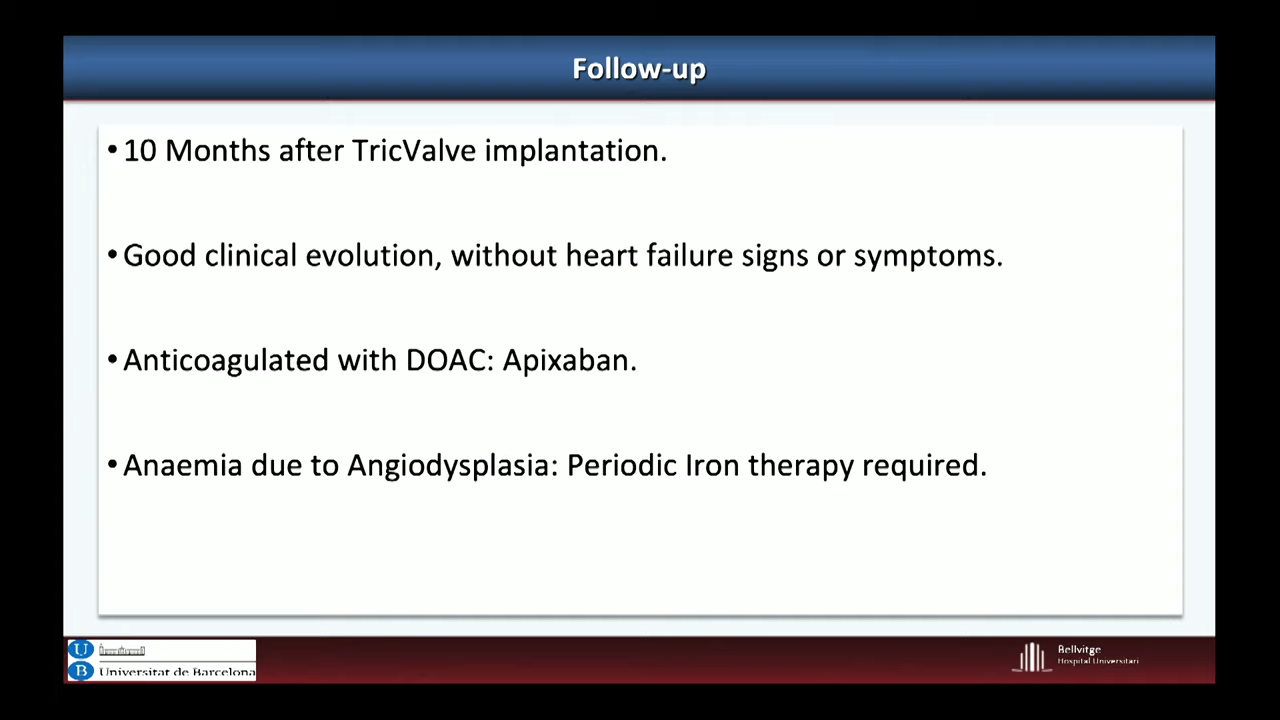 Follow-up
• 10 Months after TricValve implantation.
• Good clinical evolution, without heart failure signs or symptoms.
• Anticoagulated with DOAC: Apixaban.
• Anaemia due to Angiodysplasia: Periodic Iron therapy required.
U
B
Universitat de Barcelona
Bellvitge
Hospital Universitari